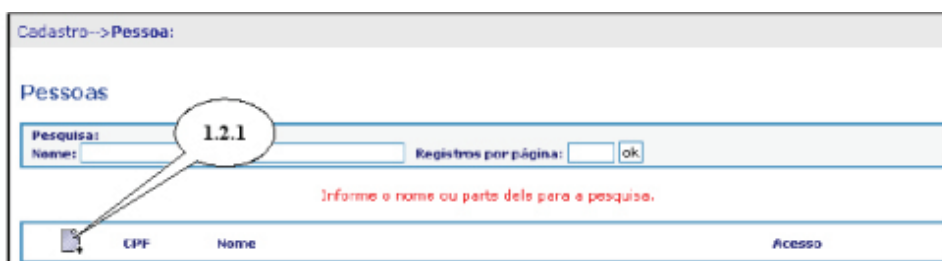 Cadastro-->Pessoa:
Pessoas
1.2.1
Pesquisa:
Nome: Registros por página: ok
Informe o nome ou parte dele para a pesquisa.
CPF Nome Acesso